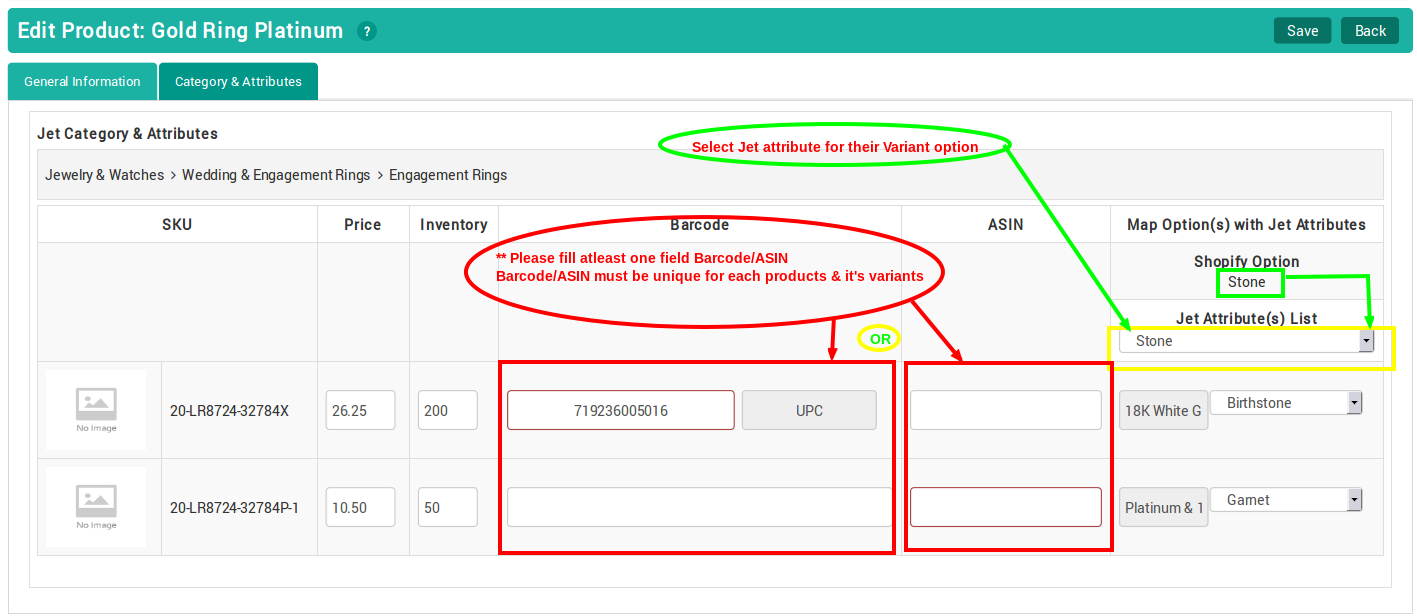 Edit Product: Gold Ring Platinum ?
Save
Back
General Information
Category & Attributes
Jet Category & Attributes
Select Jet attribute for their Variant option
Jewelry & Watches > Wedding & Engagement Rings > Engagement Rings
SKU
Price
Inventory
Barcode
ASIN
Map Option(s) with Jet Attributes
** Please fill atleast one field Barcode/ASIN
Barcode/ASIN must be unique for each products & it's variants
Shopify Option
Stone
Jet Attribute(s) List
OR
Stone
No Image
20-LR8724-32784X
26.25
200
719236005016
UPC
18K White G
Birthstone
No Image
20-LR8724-32784P-1
10.50
50
Platinum & 1
Garnet